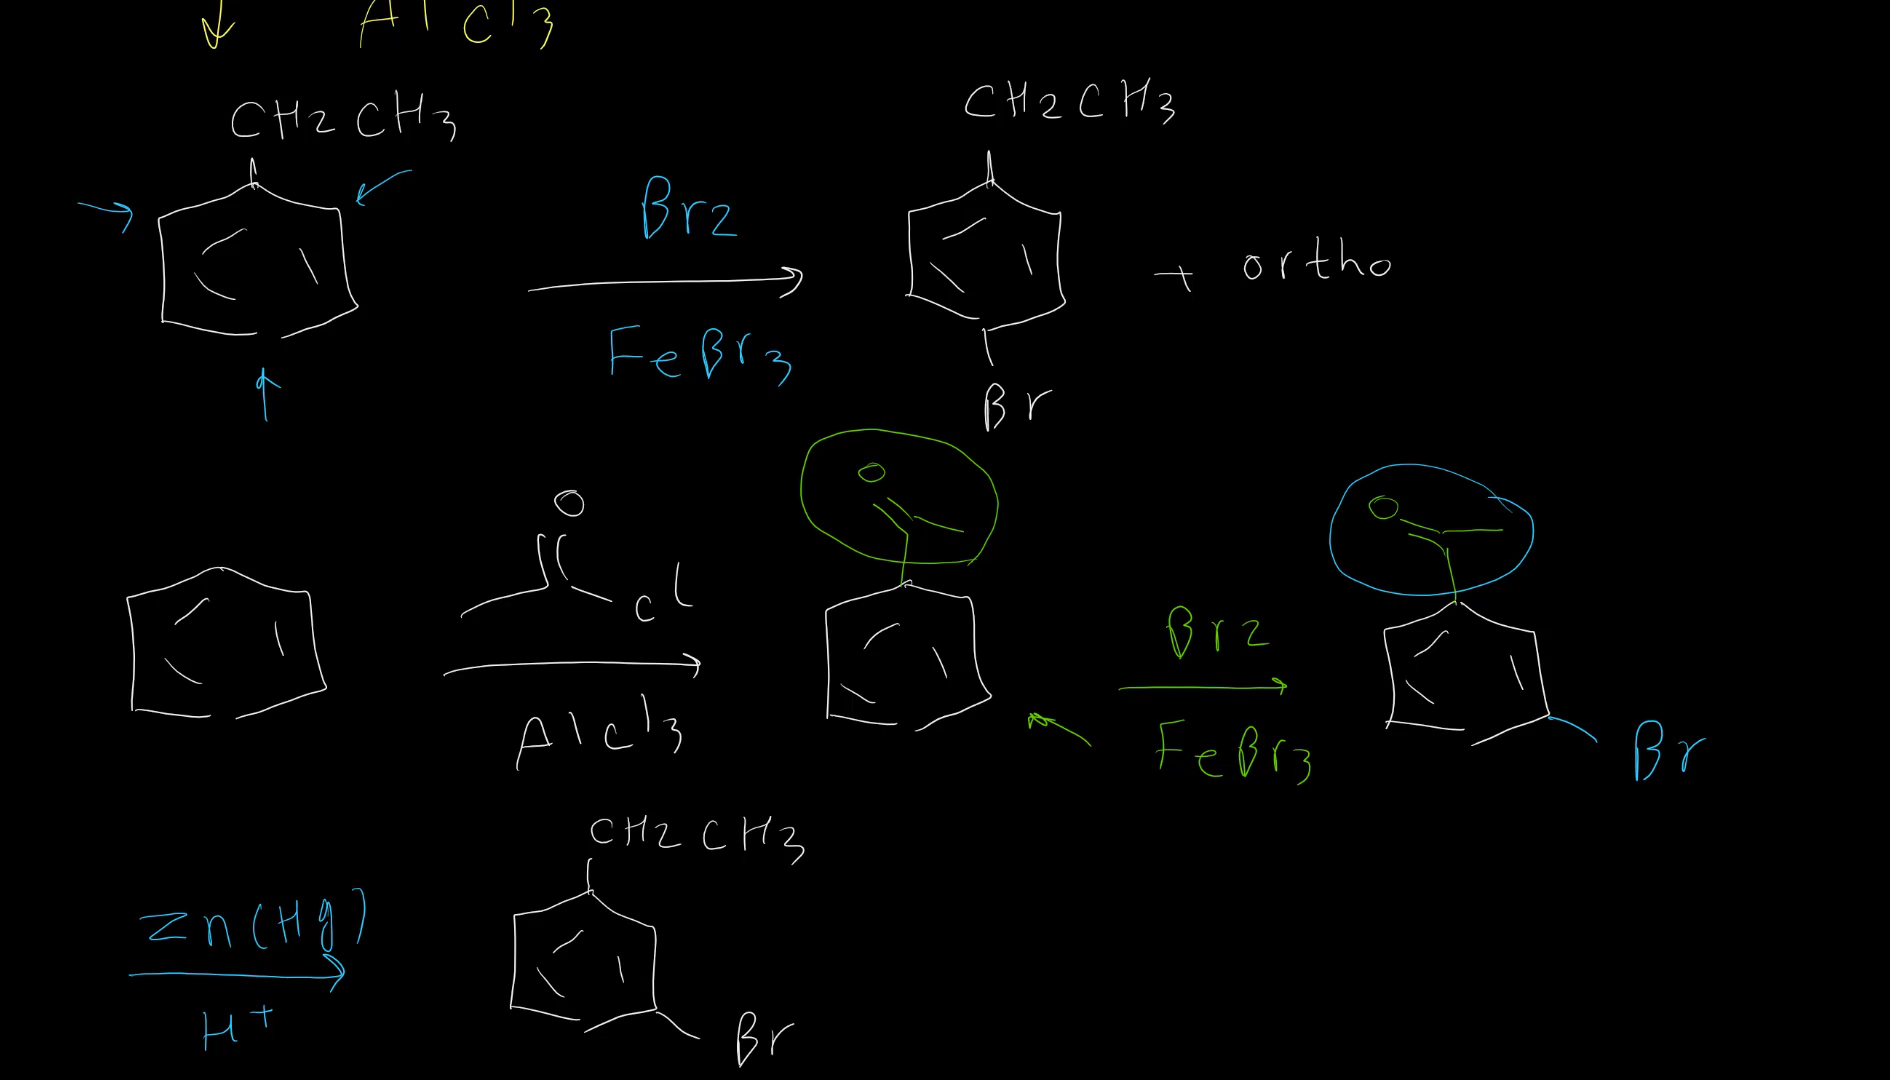 AlCl3
CH2CH3
CH2CH3
Br2
+ ortho
FeBr3
Br
O
O
O
Cl
Br2
AlCl3
FeBr3
Br
CH2CH3
Zn(Hg)
H+
Br